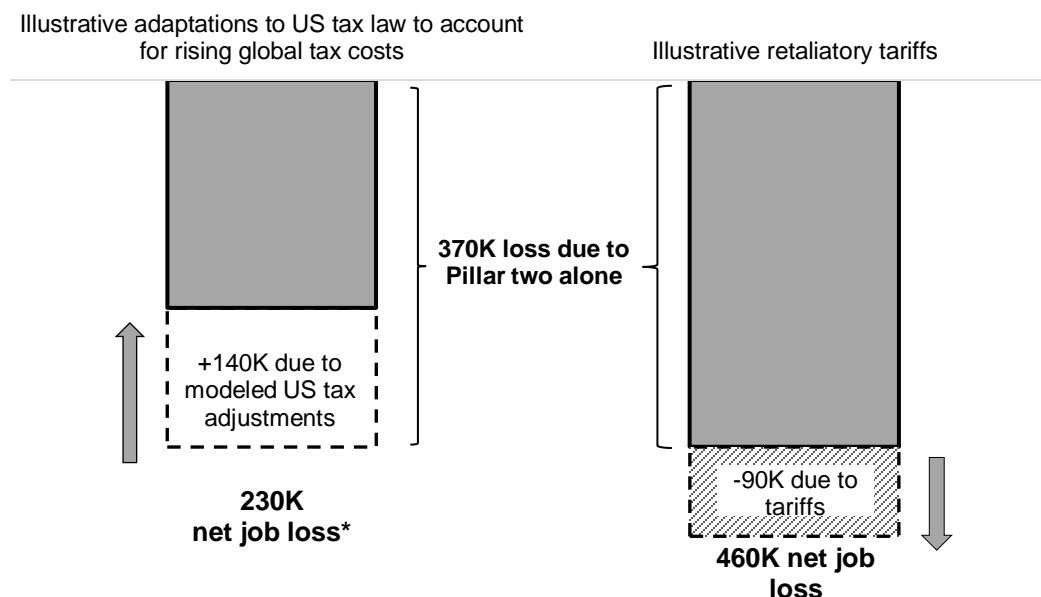 Illustrative adaptations to US tax law to account
for rising global tax costs
Illustrative retaliatory tariffs
370K loss due to
Pillar two alone
+140K due to
modeled US tax
adjustments
-90K due to
tariffs
230K
net job loss*
460K net job
loss